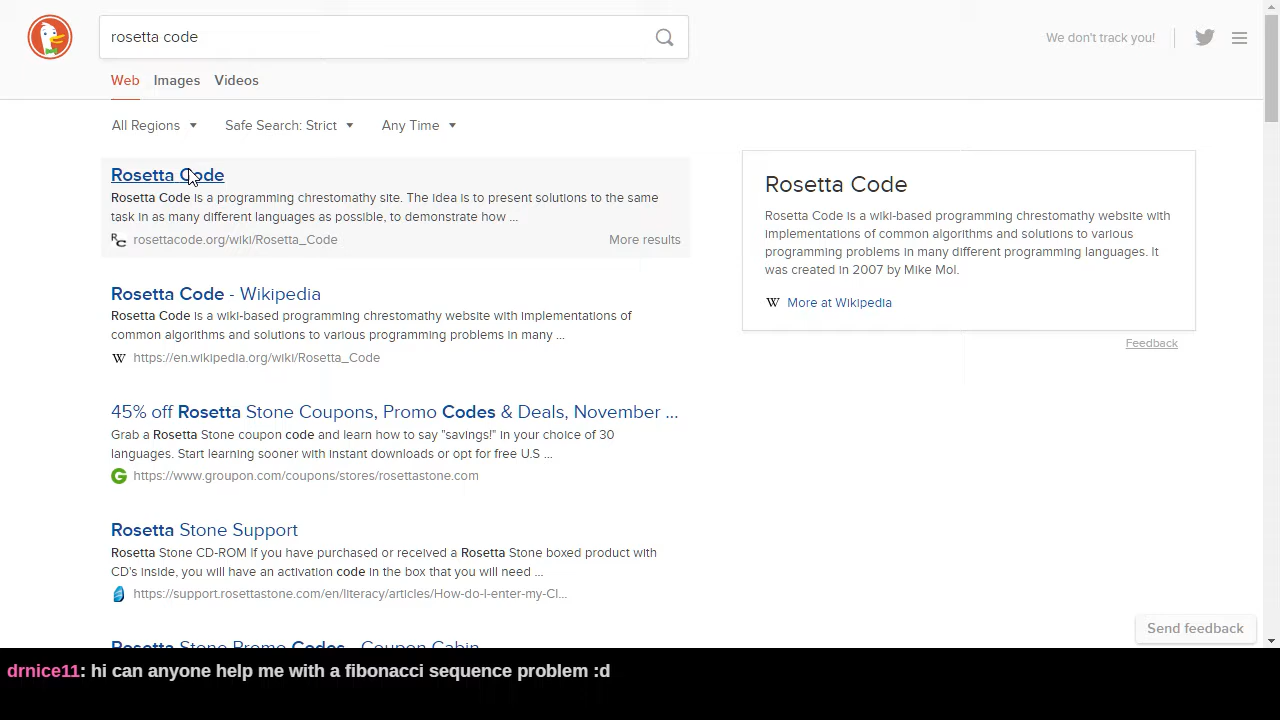 rosetta code
We don't track you!
Web Images Videos
All Regions Safe Search: Strict Any Time
Rosetta Code
Rosetta Code is a programming chrestomathy site. The idea is to present solutions to the same
task in as many different languages as possible, to demonstrate how ...
rosettacode.org/wiki/Rosetta_Code More results
Rosetta Code - Wikipedia
Rosetta Code is a wiki-based programming chrestomathy website with implementations of
common algorithms and solutions to various programming problems in many ...
https://en.wikipedia.org/wiki/Rosetta_Code
45% off Rosetta Stone Coupons, Promo Codes & Deals, November ...
Grab a Rosetta Stone coupon code and learn how to say "savings!" in your choice of 30
languages. Start learning sooner with instant downloads or opt for free U.S ...
https://www.groupon.com/coupons/stores/rosettastone.com
Rosetta Stone Support
Rosetta Stone CD-ROM If you have purchased or received a Rosetta Stone boxed product with
CD's inside, you will have an activation code in the box that you will need ...
https://support.rosettastone.com/en/literacy/articles/How-do-I-enter-my-Cl...
Rosetta Stone Promo Codes - Coupon Cabin
Rosetta Code
Rosetta Code is a wiki-based programming chrestomathy website with
implementations of common algorithms and solutions to various
programming problems in many different programming languages. It
was created in 2007 by Mike Mol.
W More at Wikipedia
Feedback
Send feedback
drnice11: hi can anyone help me with a fibonacci sequence problem :d